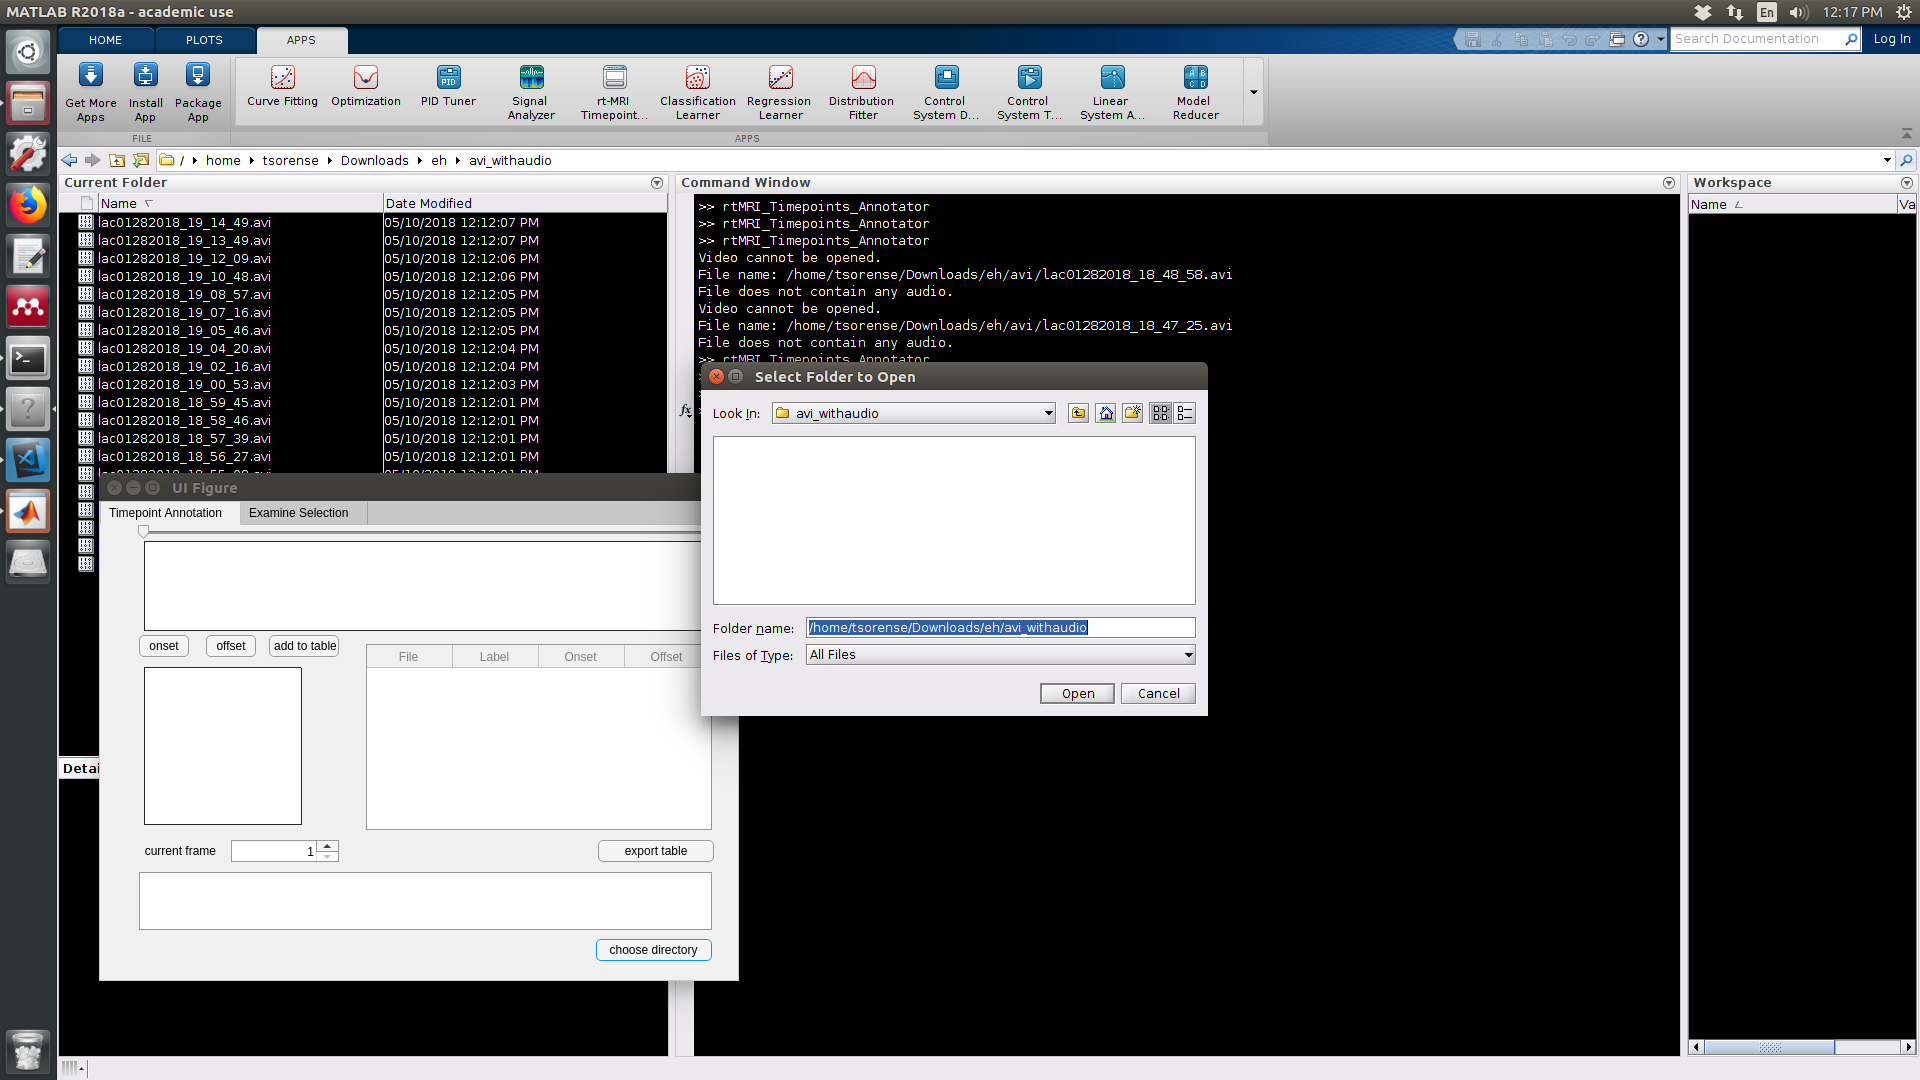 MATLAB R2018a - academic use
En
12:17 PM
HOME
PLOTS
APPS
Search Documentation
Log In
Get More Apps
Install App
Package App
Curve Fitting
Optimization
PID
PID Tuner
Signal Analyzer
rt-MRI Timepoint...
Classification Learner
Regression Learner
Distribution Fitter
Control System D...
Control System T...
Linear System A...
Model Reducer
FILE
APPS
/ home tsorense Downloads eh avi_withaudio
Current Folder
Name
Date Modified
lac01282018_19_14_49.avi 05/10/2018 12:12:07 PM
lac01282018_19_13_49.avi 05/10/2018 12:12:07 PM
lac01282018_19_12_09.avi 05/10/2018 12:12:06 PM
lac01282018_19_10_48.avi 05/10/2018 12:12:06 PM
lac01282018_19_08_57.avi 05/10/2018 12:12:05 PM
lac01282018_19_07_16.avi 05/10/2018 12:12:05 PM
lac01282018_19_05_46.avi 05/10/2018 12:12:05 PM
lac01282018_19_04_20.avi 05/10/2018 12:12:04 PM
lac01282018_19_02_16.avi 05/10/2018 12:12:04 PM
lac01282018_19_00_53.avi 05/10/2018 12:12:03 PM
lac01282018_18_59_45.avi 05/10/2018 12:12:01 PM
lac01282018_18_58_46.avi 05/10/2018 12:12:01 PM
lac01282018_18_57_39.avi 05/10/2018 12:12:01 PM
lac01282018_18_56_27.avi 05/10/2018 12:12:01 PM
Detai
Command Window
>> rtMRI_Timepoints_Annotator
>> rtMRI_Timepoints_Annotator
>> rtMRI_Timepoints_Annotator
Video cannot be opened.
File name: /home/tsorense/Downloads/eh/avi/lac01282018_18_48_58.avi
File does not contain any audio.
Video cannot be opened.
File name: /home/tsorense/Downloads/eh/avi/lac01282018_18_47_25.avi
File does not contain any audio.
>> rtMRI_Timepoints_Annotator
fx
Workspace
Name
Va
UI Figure
Timepoint Annotation
Examine Selection
onset
offset
add to table
File
Label
Onset
Offset
current frame
1
export table
choose directory
Select Folder to Open
Look In:
avi_withaudio
Folder name:
/home/tsorense/Downloads/eh/avi_withaudio
Files of Type:
All Files
Open
Cancel